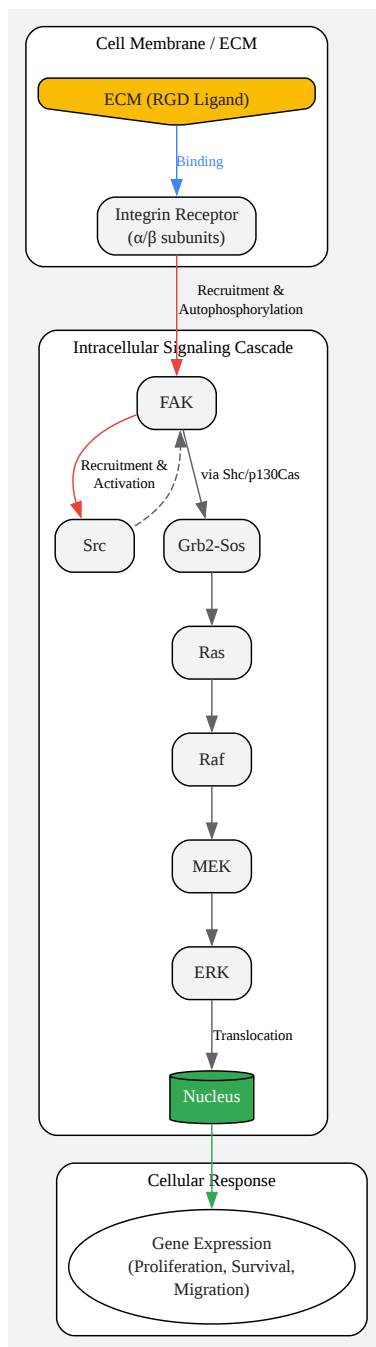 Cell Membrane / ECM
ECM (RGD Ligand)
Binding
Integrin Receptor
(α/β subunits)
Recruitment &
Autophosphorylation
Intracellular Signaling Cascade
FAK
Recruitment &
Activation
via Shc/p130Cas
Src
Grb2-Sos
Ras
Raf
MEK
ERK
Translocation
Nucleus
Cellular Response
Gene Expression
(Proliferation, Survival,
Migration)